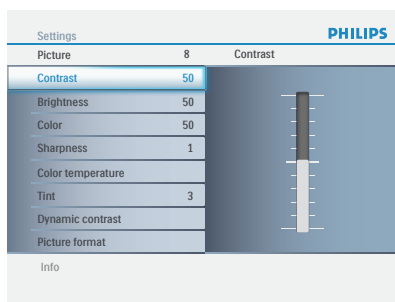 Settings
PHILIPS
Picture 8 Contrast
Contrast 50
Brightness 50
Color 50
Sharpness 1
Color temperature
Tint 3
Dynamic contrast
Picture format
Info